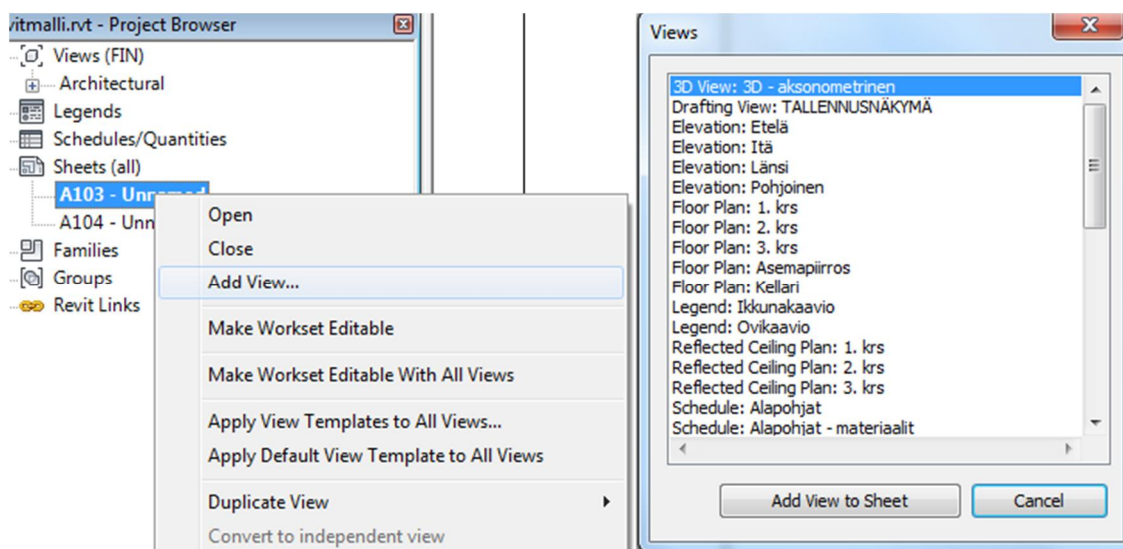 vitmalli.rvt - Project Browser
Views (FIN)
Architectural
Legends
Schedules/Quantities
Sheets (all)
A103 - Unnamed
A104 - Unn
Families
Groups
Revit Links
Open
Close
Add View...
Make Workset Editable
Make Workset Editable With All Views
Apply View Templates to All Views...
Apply Default View Template to All Views
Duplicate View
Convert to independent view
Views
3D View: 3D - aksonometrinen
Drafting View: TALLENNUSNÄKYMÄ
Elevation: Etelä
Elevation: Itä
Elevation: Länsi
Elevation: Pohjoinen
Floor Plan: 1. krs
Floor Plan: 2. krs
Floor Plan: 3. krs
Floor Plan: Asemapiirros
Floor Plan: Kellari
Legend: Ikkunakaavio
Legend: Ovikaavio
Reflected Ceiling Plan: 1. krs
Reflected Ceiling Plan: 2. krs
Reflected Ceiling Plan: 3. krs
Schedule: Alapohjat
Schedule: Alapohjat - materiaalit
Add View to Sheet
Cancel